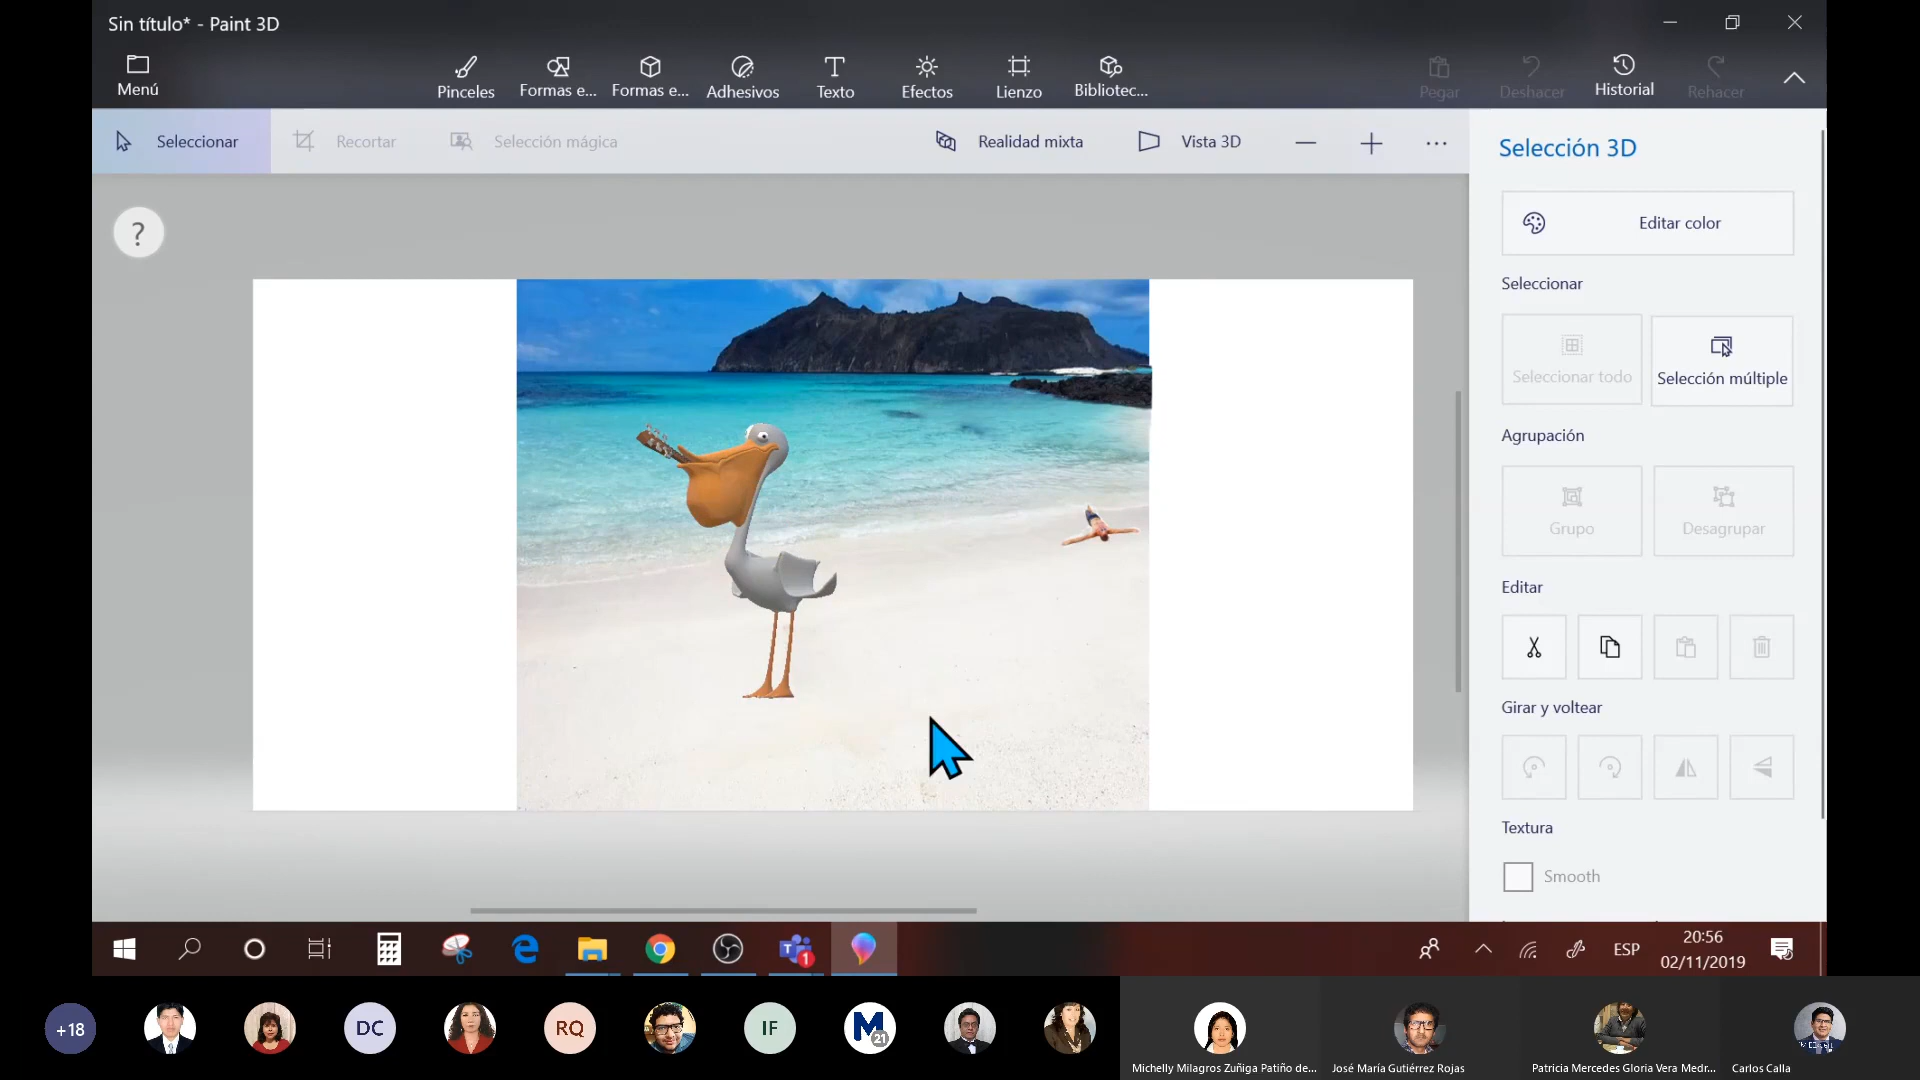 Sin título* - Paint 3D
Menú
Pinceles
Formas e...
Formas e...
Adhesivos
Texto
Efectos
Lienzo
Bibliotec...
Pegar
Deshacer
Historial
Rehacer
Seleccionar
Recortar
Selección mágica
Realidad mixta
Vista 3D
...
?
Selección 3D
Editar color
Seleccionar
Seleccionar todo
Selección múltiple
Agrupación
Grupo
Desagrupar
Editar
Girar y voltear
Textura
Smooth
1
ESP
20:56
02/11/2019
+18
DC
RQ
IF
M
21
Michelly Milagros Zuñiga Patiño de...
José María Gutiérrez Rojas
Patricia Mercedes Gloria Vera Medr...
Carlos Calla